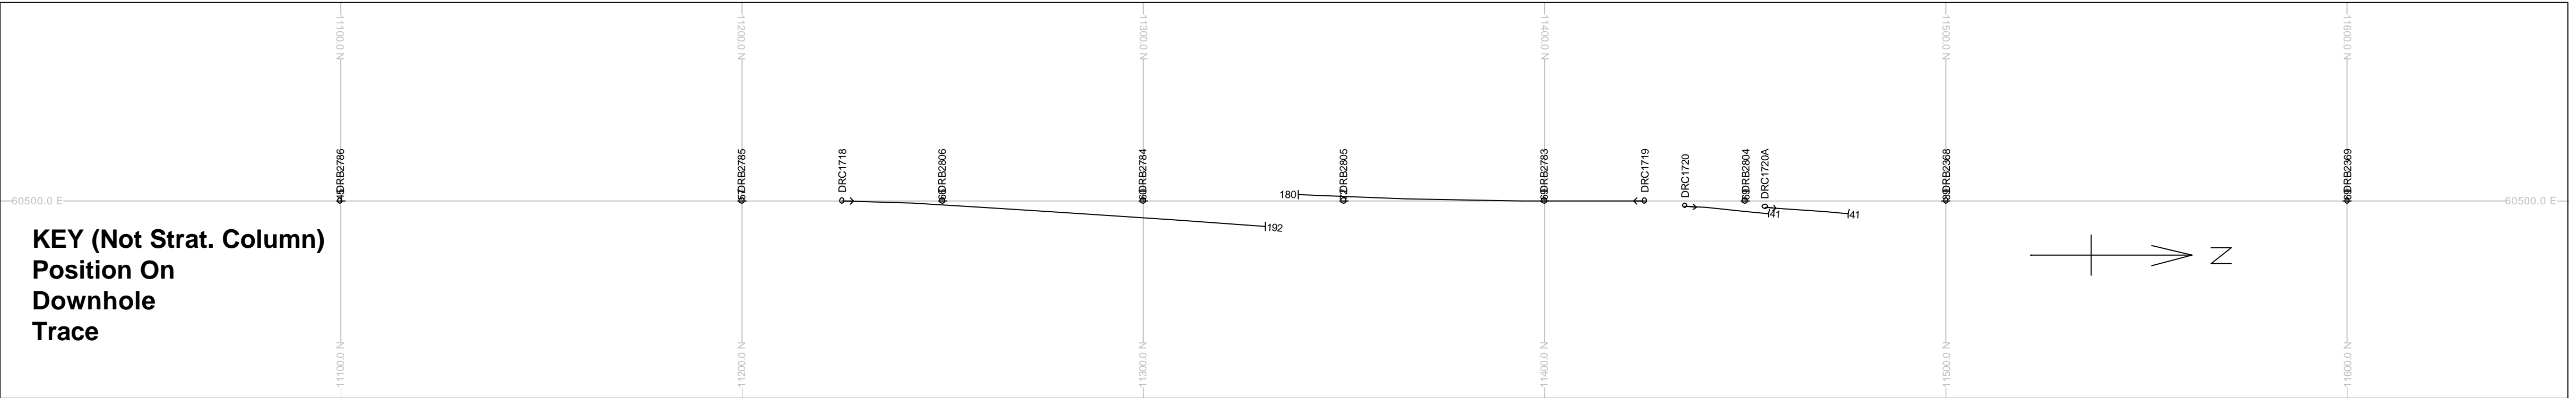 11100.0 N
11200.0 N
11300.0 N
11400.0 N
11500.0 N
11600.0 N
DRB2786
DRB2785
DRC1718
DRB2806
DRB2784
DRB2805
DRB2783
DRC1719
DRC1720
DRB2804
DRC1720A
DRB2368
DRB2369
60500.0 E
60500.0 E
180
192
41
41
N
KEY (Not Strat. Column)
Position On
Downhole
Trace
11100.0 N
11200.0 N
11300.0 N
11400.0 N
11500.0 N
11600.0 N